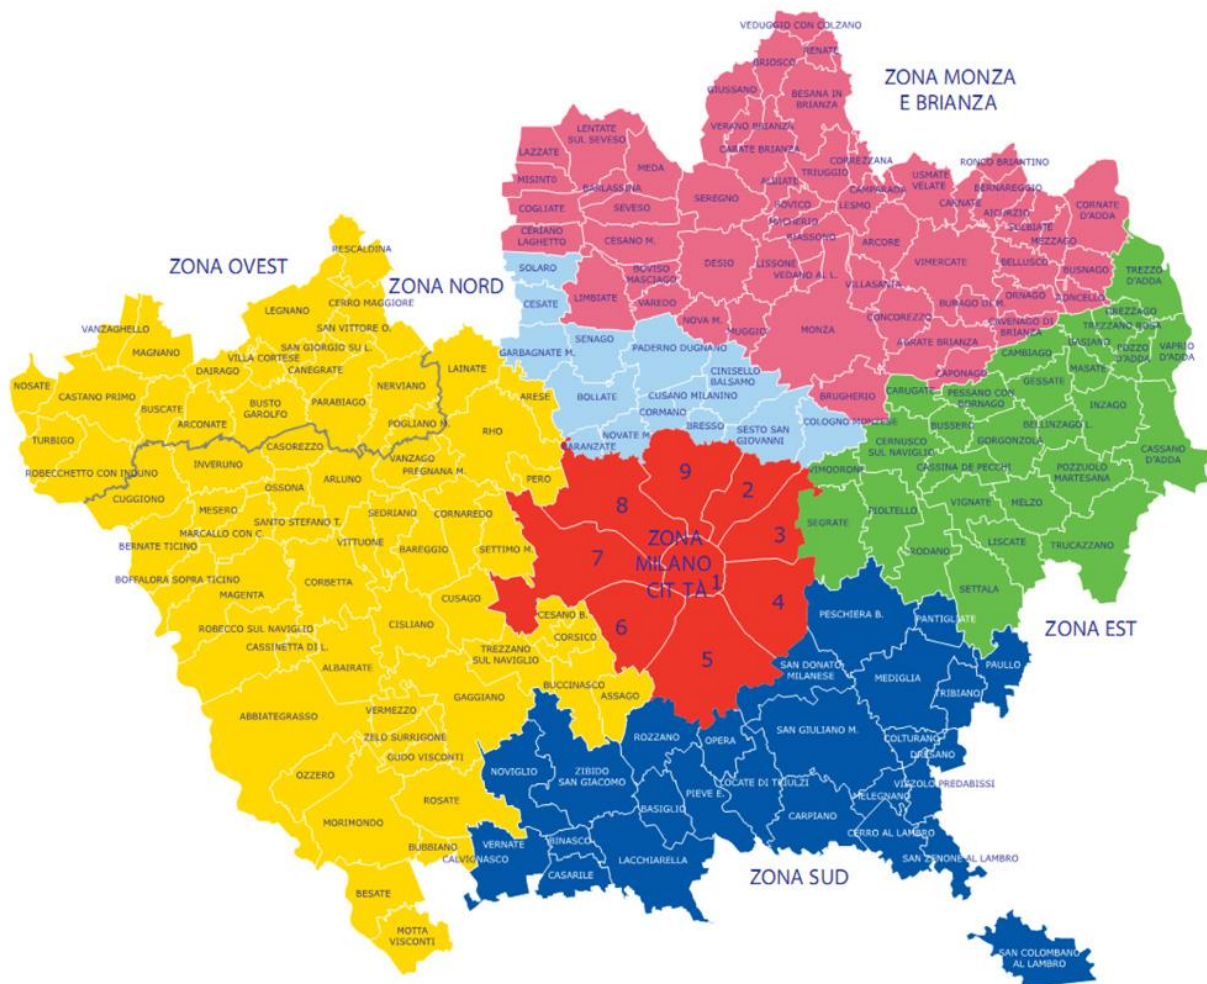 VEDUGGIO CON COLZANO
RENATE
BRIOSCO
ZONA MONZA
E BRIANZA
GIUSSANO
BESANA IN
BRIANZA
VERANO BRIANZA
LENTATE
SUL SEVESO
CARATE BRIANZA
LAZZATE
MEDA
CORREZZANA
RONCO BRIANTINO
TRIUGGIO
USMATE
VELATE
MISINTO
BARLASSINA
ALBIATE
CAMPARADA
BERNAREGGIO
SEREGNO
SOVICO
LESMO
CARNATE
CORNATE
D'ADDA
COGLIATE
SEVESO
AICURZIO
MACHERIO
SULBIATE
CERIANO
LAGHETTO
CESANO M.
BIASSONO
ARCORE
MEZZAGO
RESCALDINA
ZONA OVEST
ZONA NORD
SOLARO
BOVISO
MASCIAGO
DESIO
LISSONE
VEDANO AL L.
VIMERCATE
BELLUSCO
BUSNAGO
TREZZO
D'ADDA
VILLASANTA
CERRO MAGGIORE
LEGNANO
CESATE
LIMBIATE
VAREDO
NOVA M.
BURAGO DI M.
ORNAGO
RONCELLO
GREZZAGO
VANZAGHELLO
SAN VITTORE O.
MUGGIO
MONZA
CONCOREZZO
CAVENAGO DI
BRIANZA
TREZZANO ROSA
MAGNANO
SAN GIORGIO SU L.
SENAGO
PADERNO DUGNANO
AGRATE BRIANZA
BASIANO
POZZO
D'ADDA
VAPRIO
D'ADDA
VILLA CORTESE
GARBAGNATE M.
CAMBIAGO
DAIRAGO
CANEGRATE
LAINATE
CINISELLO
BALSAMO
CAPONAGO
MASATE
NOSATE
NERVIANO
GESSATE
CASTANO PRIMO
ARESE
BOLLATE
CUSANO MILANINO
BRUGHERIO
CARUGATE
PESSANO CON
BORNAGO
INZAGO
BUSCATE
BUSTO
GAROLFO
PARABIAGO
CORMANO
COLOGNO MONZESE
BUSSERO
BELLINZAGO L.
TURBIGO
ARCONATE
POGLIANO M.
RHO
NOVATE M.
BRESSO
SESTO SAN
GIOVANNI
CERNUSCO
SUL NAVIGLIO
GORGONZOLA
CASSANO
D'ADDA
CASOREZZO
BARANZATE
ROBECCHETTO CON INDUNO
INVERUNO
VANZAGO
PREGNANA M.
VIMODRONE
CASSINA DE PECCHI
POZZUOLO
MARTESANA
CUGGIONO
OSSONA
ARLUNO
PERO
9
2
8
MESERO
SEDRIANO
CORNAREDO
PIOLTELLO
VIGNATE
MELZO
SANTO STEFANO T.
SEGRATE
MARCALLO CON C.
ZONA
MILANO
CITTÀ
3
BERNATE TICINO
VITTUONE
BAREGGIO
SETTIMO M.
7
RODANO
LISCATE
TRUCAZZANO
BOFFALORA SOPRA TICINO
CORBETTA
1
MAGENTA
CUSAGO
SETTALA
4
ROBECCO SUL NAVIGLIO
CISLIANO
CESANO B.
6
PESCHIERA B.
PANTIGLIATE
ZONA EST
CASSINETTA DI L.
CORSICO
TREZZANO
SUL NAVIGLIO
ALBAIRATE
5
SAN DONATO
MILANESE
MEDIGLIA
PAULLO
BUCCINASCO
ASSAGO
GAGGIANO
TRIBIANO
ABBIATEGRASSO
VERMEZZO
SAN GIULIANO M.
ZELO SURRIGONE
ROZZANO
OPERA
COLTURANO
GUDO VISCONTI
DRESANO
OZZERO
NOVIGLIO
ZIBIDO
SAN GIACOMO
LOCATE DI TRIULZI
VIZZOLO PREDABISSI
PIEVE E.
MELEGNANO
ROSATE
BASIGLIO
CARPIANO
MORIMONDO
CERRO AL LAMBRO
BUBBIANO
VERNATE
BINASCO
CALVIGNASCO
LACCHIARELLA
SAN ZENONE AL LAMBRO
CASARILE
ZONA SUD
BESATE
MOTTA
VISCONTI
SAN COLOMBANO
AL LAMBRO